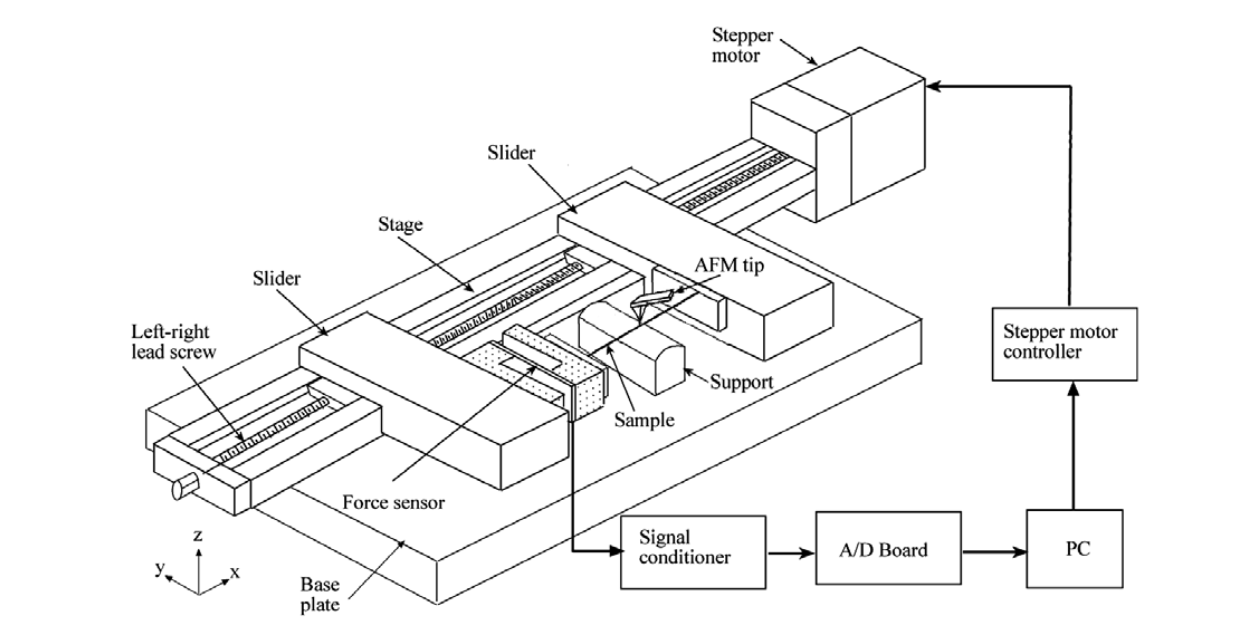 Stepper
motor
Slider
Stage
AFM tip
Slider
Left-right
lead screw
Stepper motor
controller
Support
Sample
Force sensor
Signal
conditioner
A/D Board
PC
z
y
x
Base
plate